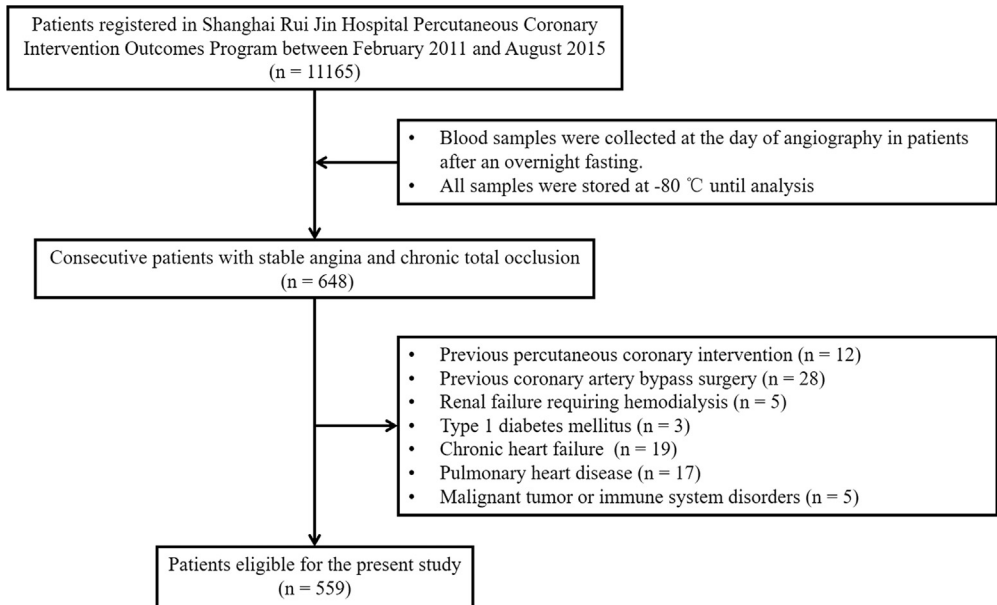 Patients registered in Shanghai Rui Jin Hospital Percutaneous Coronary
Intervention Outcomes Program between February 2011 and August 2015
(n = 11165)
• Blood samples were collected at the day of angiography in patients
after an overnight fasting.
• All samples were stored at -80 ℃ until analysis
Consecutive patients with stable angina and chronic total occlusion
(n = 648)
• Previous percutaneous coronary intervention (n = 12)
• Previous coronary artery bypass surgery (n = 28)
• Renal failure requiring hemodialysis (n = 5)
• Type 1 diabetes mellitus (n = 3)
• Chronic heart failure (n = 19)
• Pulmonary heart disease (n = 17)
• Malignant tumor or immune system disorders (n = 5)
Patients eligible for the present study
(n = 559)